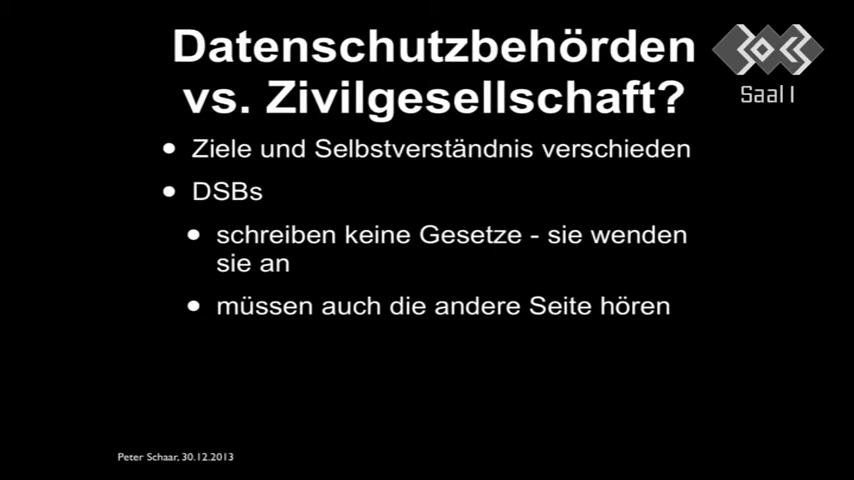 Datenschutzbehörden
vs. Zivilgesellschaft?
Saal 1
• Ziele und Selbstverständnis verschieden
• DSBs
• schreiben keine Gesetze - sie wenden
sie an
• müssen auch die andere Seite hören
Peter Schaar, 30.12.2013